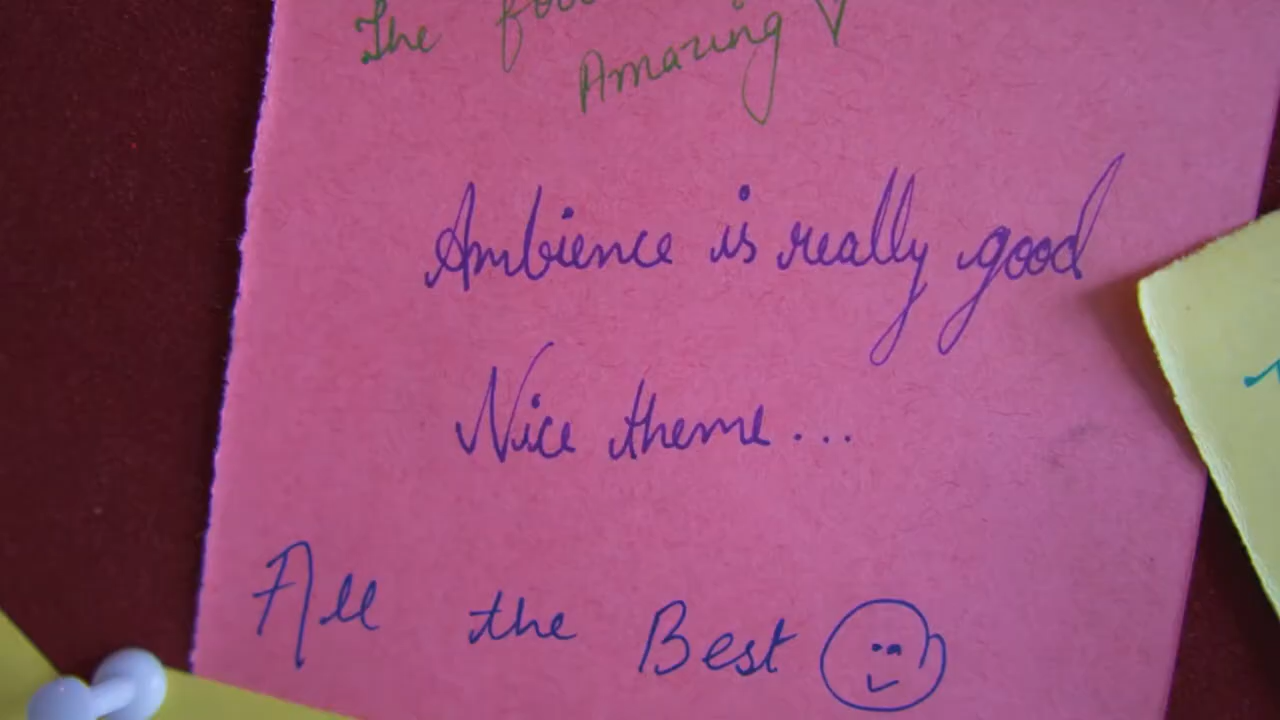 The
Amazing
Ambience is really good
Nice theme...
All the Best